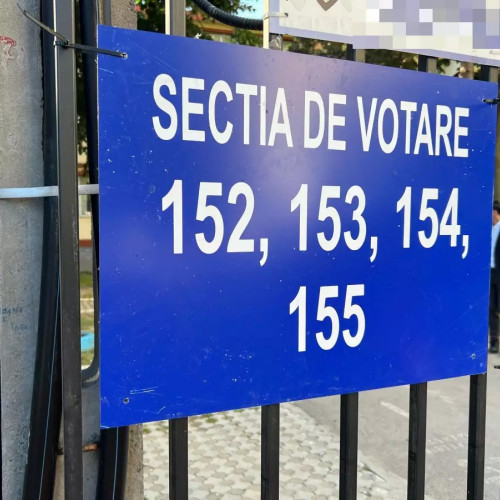 SECTIA DE VOTARE
152, 153, 154,
155